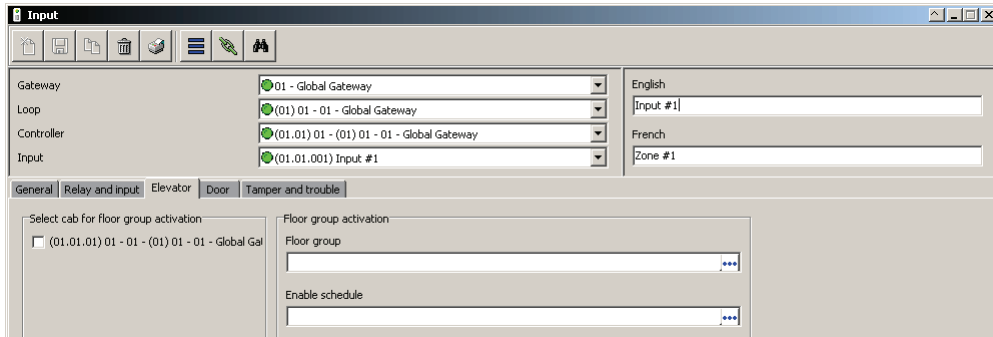 Input
Gateway
01 - Global Gateway
Loop
(01) 01 - 01 - Global Gateway
Controller
(01.01) 01 - (01) 01 - 01 - Global Gateway
Input
(01.01.001) Input #1
English
Input #1
French
Zone #1
General Relay and input Elevator Door Tamper and trouble
Select cab for floor group activation
(01.01.01) 01 - 01 - (01) 01 - 01 - Global Gat
Floor group activation
Floor group
Enable schedule